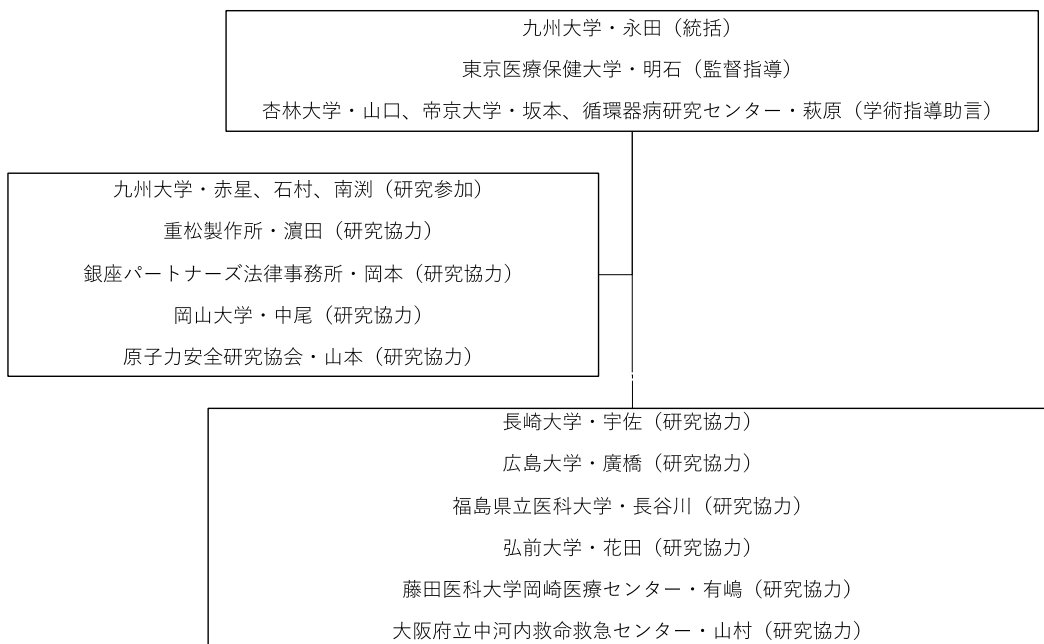 九州大学・永田（統括）
東京医療保健大学・明石（監督指導）
杏林大学・山口、帝京大学・坂本、循環器病研究センター・萩原（学術指導助言）
九州大学・赤星、石村、南渕（研究参加）
重松製作所・濵田（研究協力）
銀座パートナーズ法律事務所・岡本（研究協力）
岡山大学・中尾（研究協力）
原子力安全研究協会・山本（研究協力）
長崎大学・宇佐（研究協力）
広島大学・廣橋（研究協力）
福島県立医科大学・長谷川（研究協力）
弘前大学・花田（研究協力）
藤田医科大学岡崎医療センター・有嶋（研究協力）
大阪府立中河内救命救急センター・山村（研究協力）